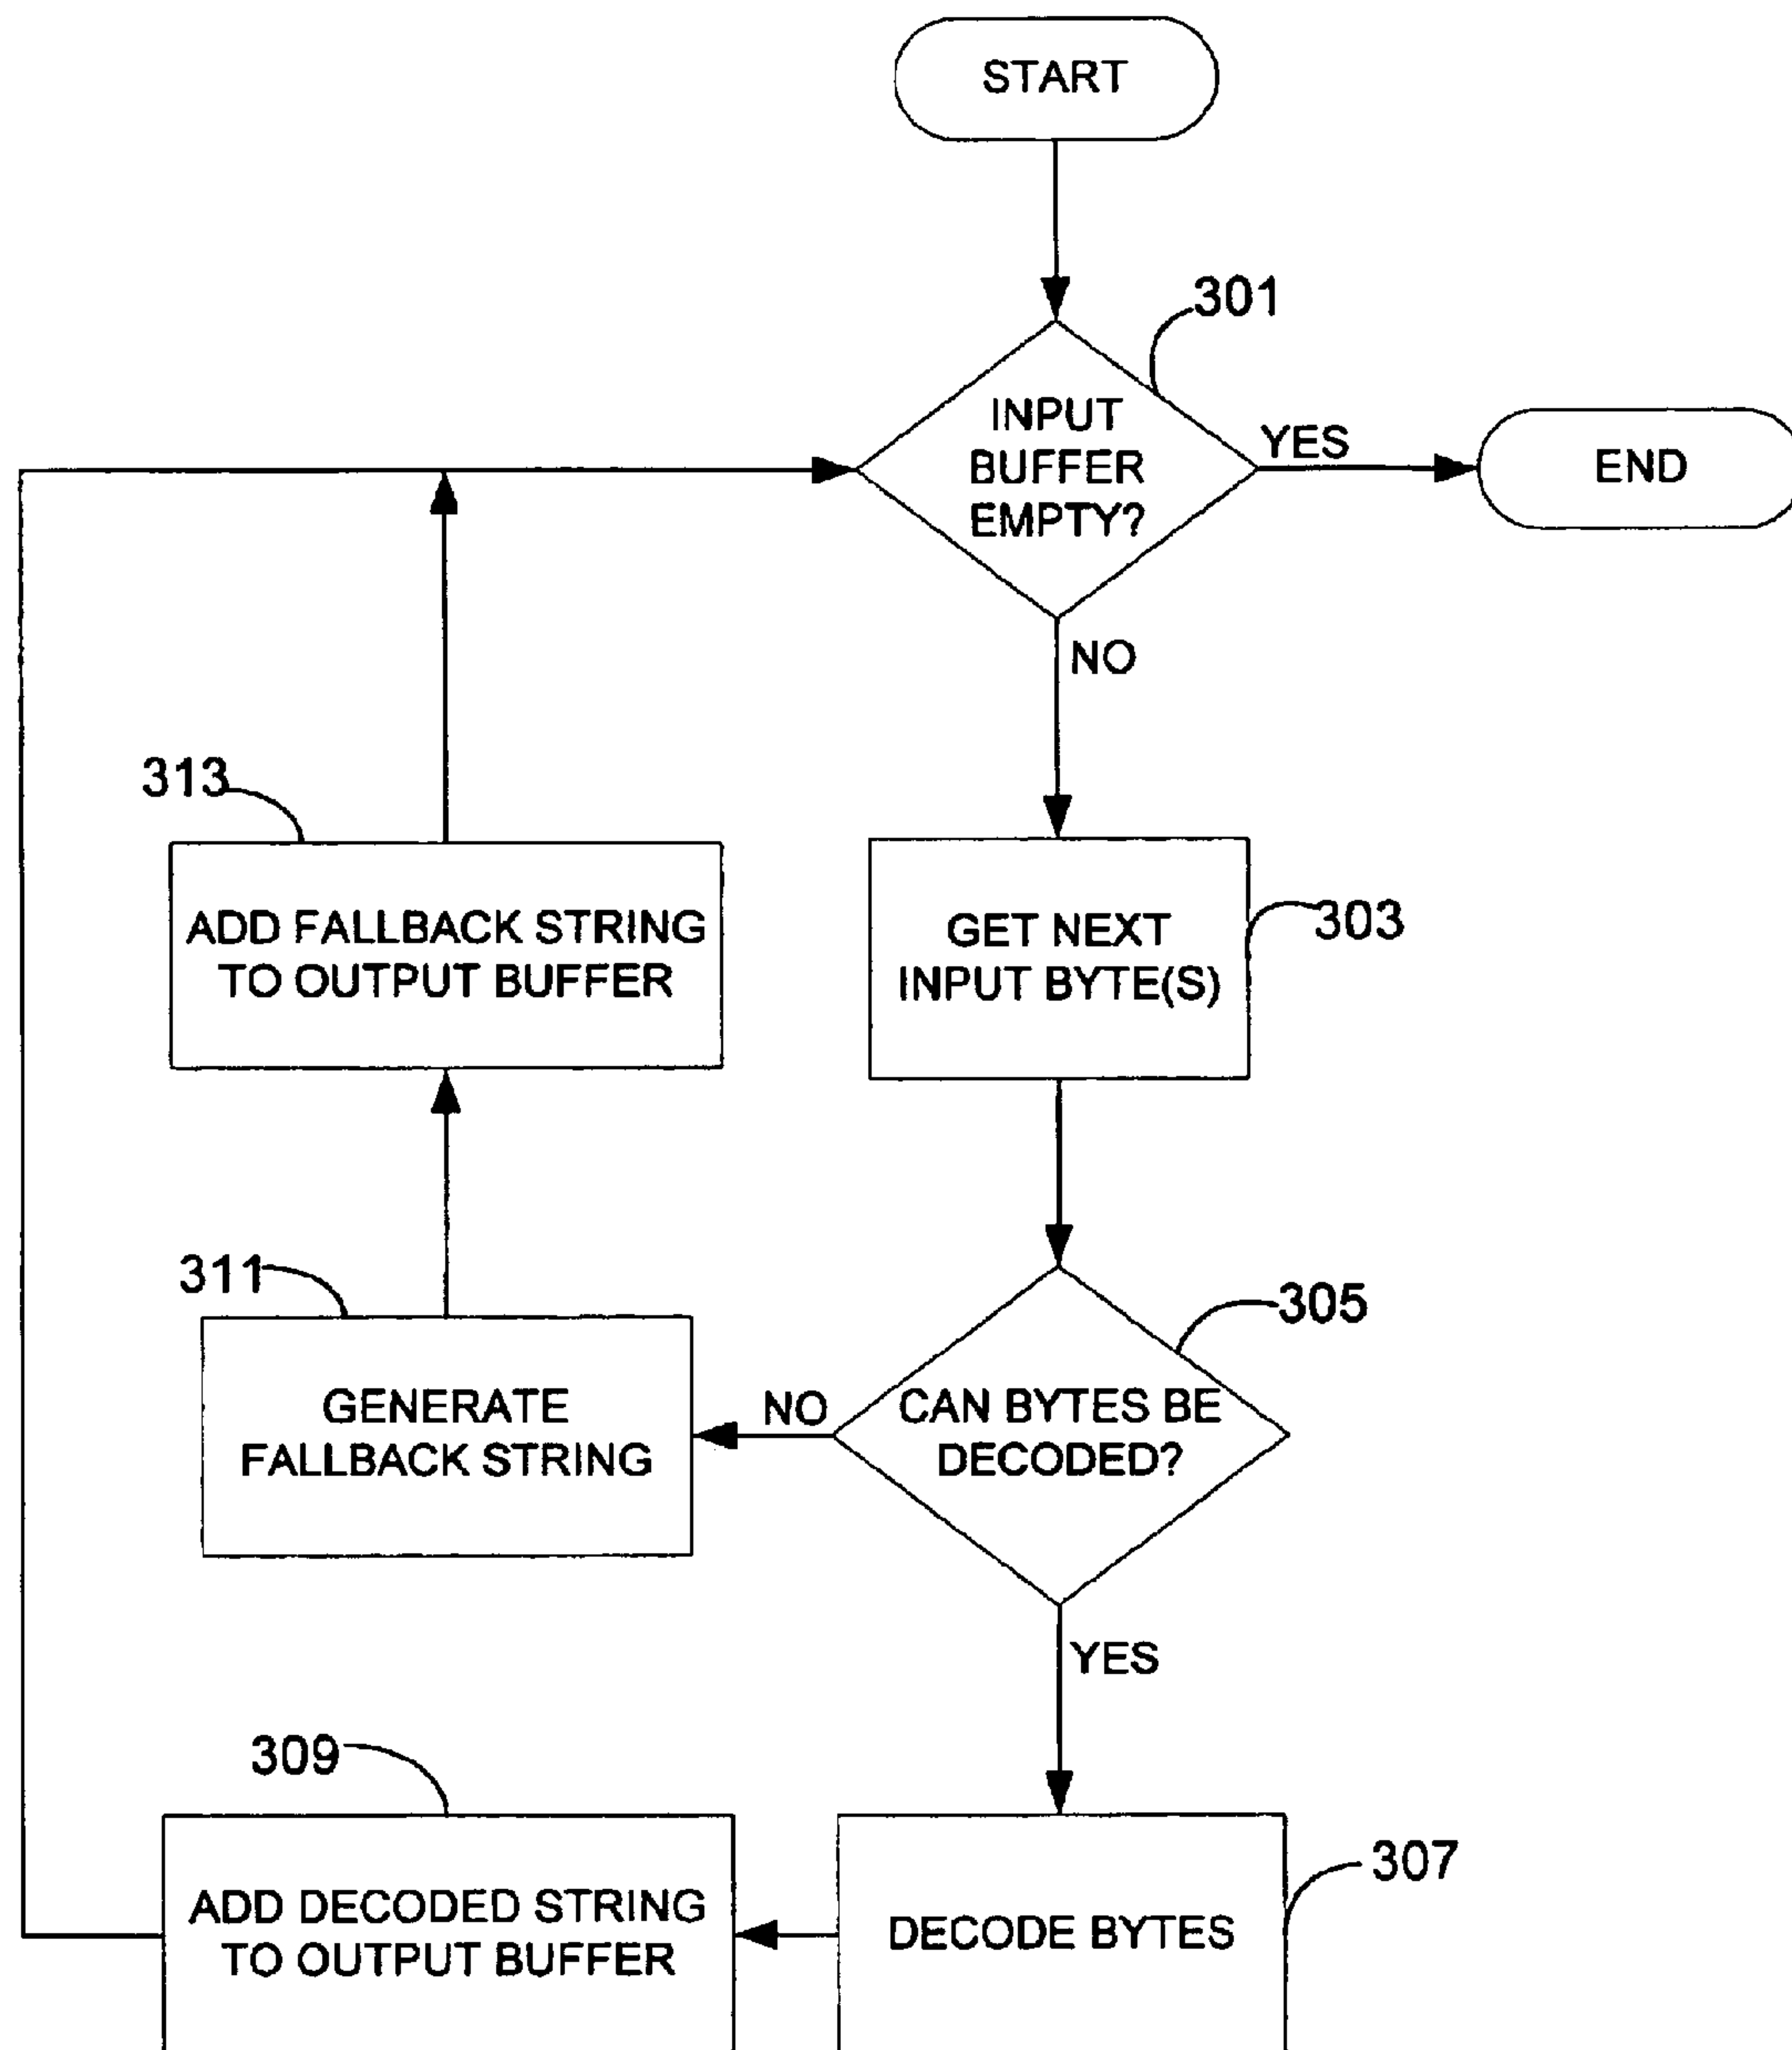 START
301
INPUT
BUFFER
EMPTY?
YES
END
NO
313
ADD FALLBACK STRING
TO OUTPUT BUFFER
GET NEXT
INPUT BYTE(S)
303
311
GENERATE
FALLBACK STRING
NO
CAN BYTES BE
DECODED?
305
YES
309
ADD DECODED STRING
TO OUTPUT BUFFER
DECODE BYTES
307